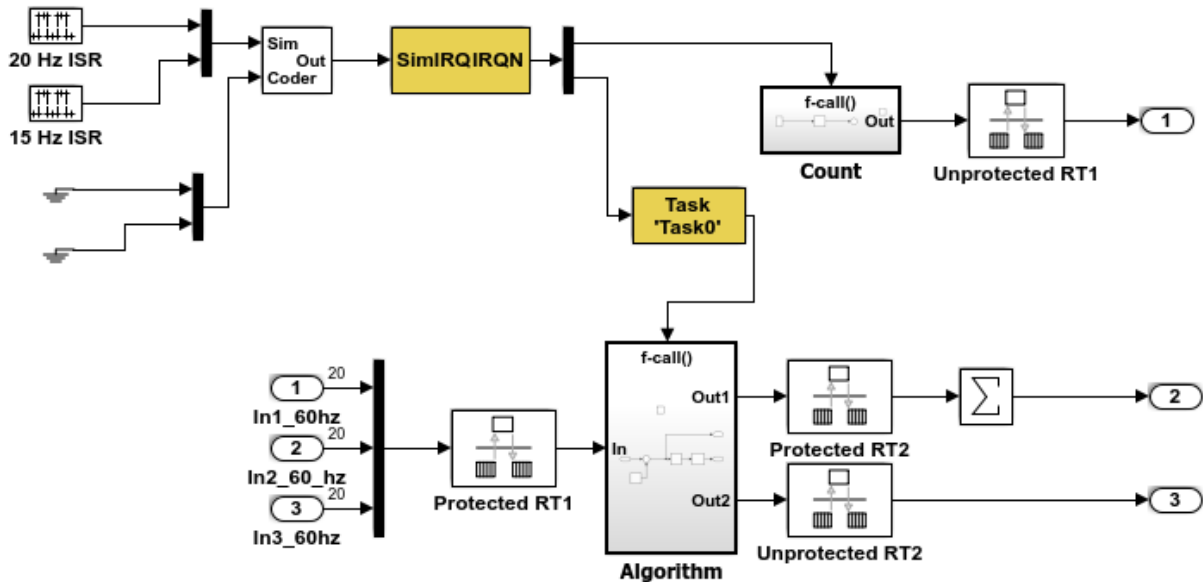 20 Hz ISR
15 Hz ISR
Sim
Out
Coder
SimIRQIRQN
f-call()
Out
Count
Unprotected RT1
1
Task
'Task0'
1
20
In1_60hz
2
20
In2_60_hz
3
20
In3_60hz
Protected RT1
f-call()
In
Out1
Out2
Algorithm
Protected RT2
Σ
2
Unprotected RT2
3